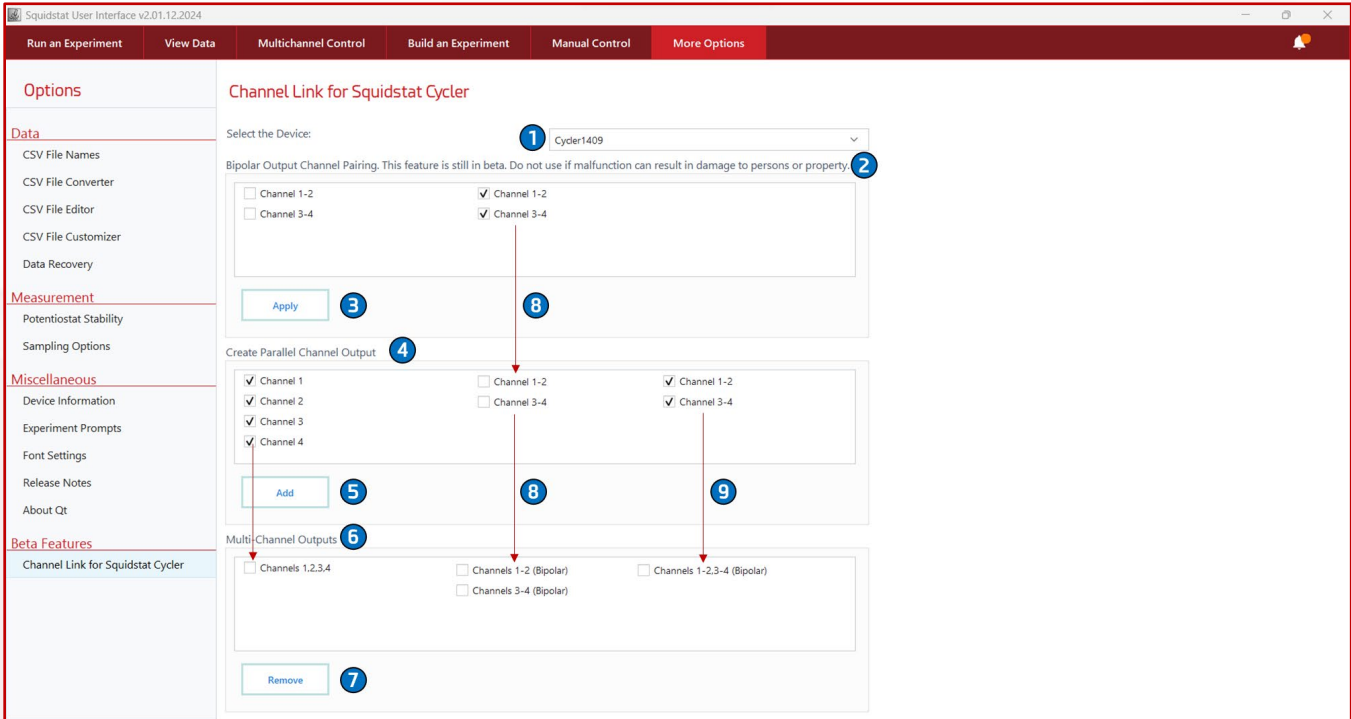 Squidstat User Interface v2.01.12.2024
Run an Experiment View Data Multichannel Control Build an Experiment Manual Control More Options
Options
Data
CSV File Names
CSV File Converter
CSV File Editor
CSV File Customizer
Data Recovery
Measurement
Potentiostat Stability
Sampling Options
Miscellaneous
Device Information
Experiment Prompts
Font Settings
Release Notes
About Qt
Beta Features
Channel Link for Squidstat Cycler
Channel Link for Squidstat Cycler
Select the Device: 1 Cycler1409
Bipolar Output Channel Pairing. This feature is still in beta. Do not use if malfunction can result in damage to persons or property. 2
Channel 1-2 Channel 1-2
Channel 3-4 Channel 3-4
Apply 3 8
Create Parallel Channel Output 4
Channel 1 Channel 1-2 Channel 1-2
Channel 2 Channel 3-4 Channel 3-4
Channel 3
Channel 4
Add 5 8 9
Multi-Channel Outputs 6
Channels 1,2,3,4 Channels 1-2 (Bipolar) Channels 1-2,3-4 (Bipolar)
Channels 3-4 (Bipolar)
Remove 7